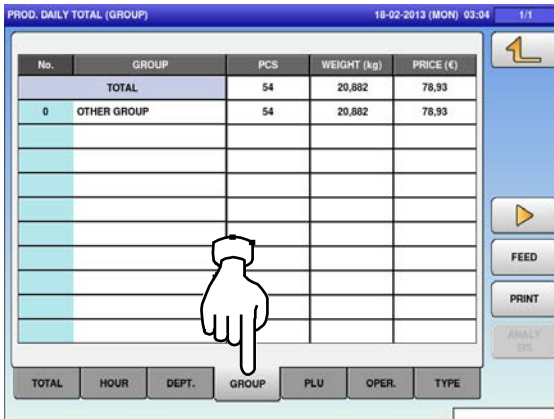 PROD. DAILY TOTAL (GROUP) 18-02-2013 (MON) 03:04 1/1
No. GROUP PCS WEIGHT (kg) PRICE (€)
TOTAL 54 20,882 78,93
0 OTHER GROUP 54 20,882 78,93
FEED
PRINT
ANALY
SIS
TOTAL HOUR DEPT. GROUP PLU OPER. TYPE